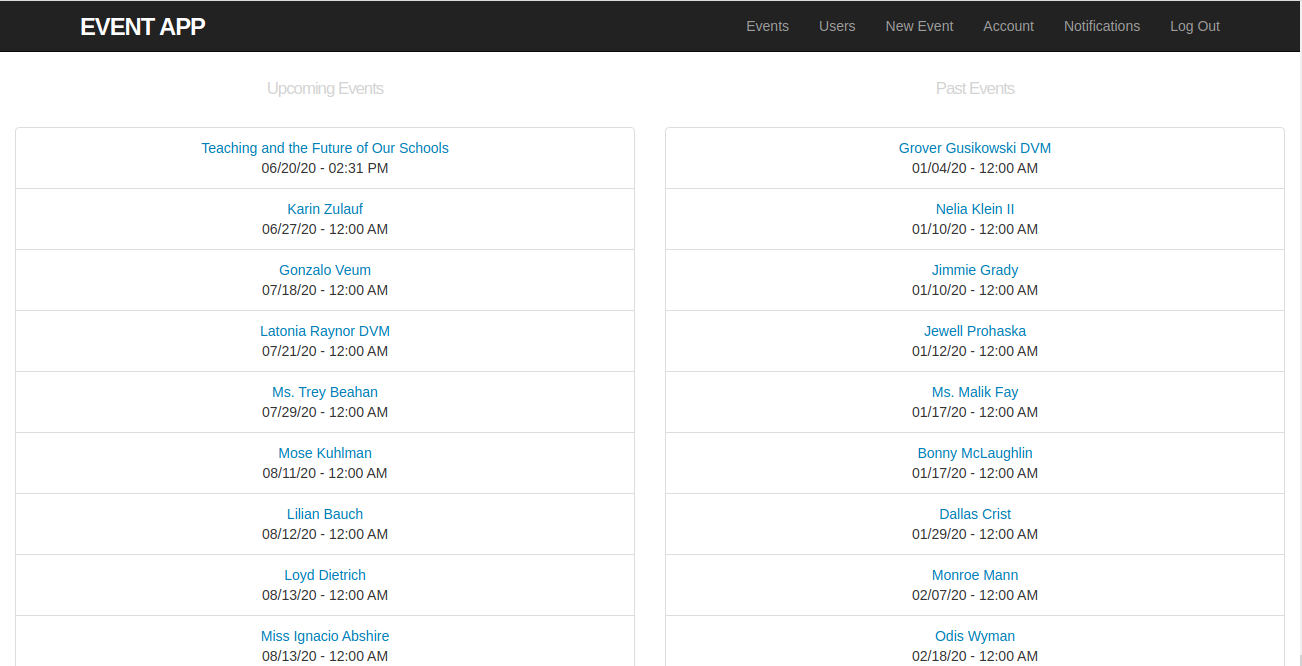 EVENT APP
Events Users New Event Account Notifications Log Out
Upcoming Events
Teaching and the Future of Our Schools
06/20/20 - 02:31 PM
Karin Zulauf
06/27/20 - 12:00 AM
Gonzalo Veum
07/18/20 - 12:00 AM
Latonia Raynor DVM
07/21/20 - 12:00 AM
Ms. Trey Beahan
07/29/20 - 12:00 AM
Mose Kuhlman
08/11/20 - 12:00 AM
Lilian Bauch
08/12/20 - 12:00 AM
Loyd Dietrich
08/13/20 - 12:00 AM
Miss Ignacio Abshire
08/13/20 - 12:00 AM
Past Events
Grover Gusikowski DVM
01/04/20 - 12:00 AM
Nelia Klein II
01/10/20 - 12:00 AM
Jimmie Grady
01/10/20 - 12:00 AM
Jewell Prohaska
01/12/20 - 12:00 AM
Ms. Malik Fay
01/17/20 - 12:00 AM
Bonny McLaughlin
01/17/20 - 12:00 AM
Dallas Crist
01/29/20 - 12:00 AM
Monroe Mann
02/07/20 - 12:00 AM
Odis Wyman
02/18/20 - 12:00 AM